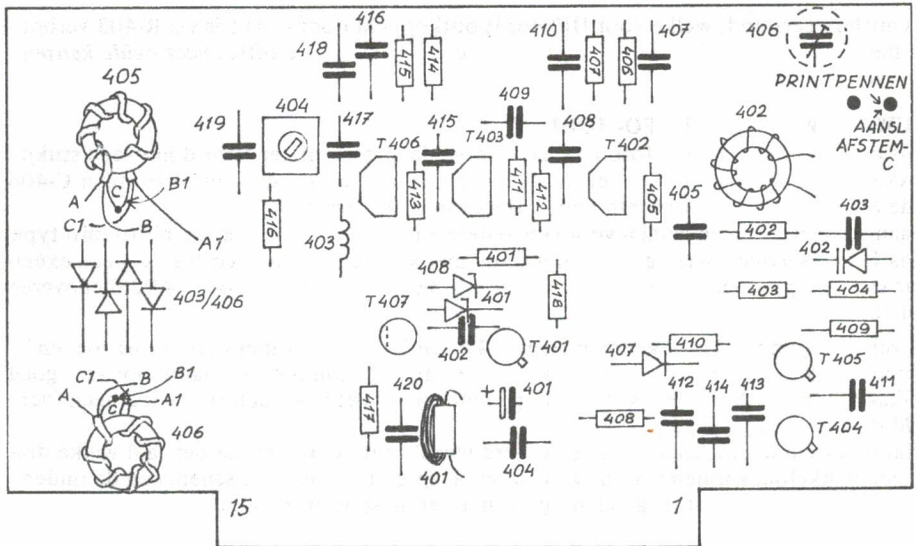 416
418
415
414
410
407
406
407
406
PRINTPENNEN
AANSL
AFSTEM-
C
405
419
404
417
T406
415
T403
409
408
T402
402
A
C
B1
C1
B
A1
416
413
411
412
405
405
402
403
402
403
403/406
408
401
401
418
403
404
T407
402
T401
407
410
409
T405
C1
B
B1
A
C
A1
406
417
420
401
+
401
404
408
412
414
413
411
T404
15
1